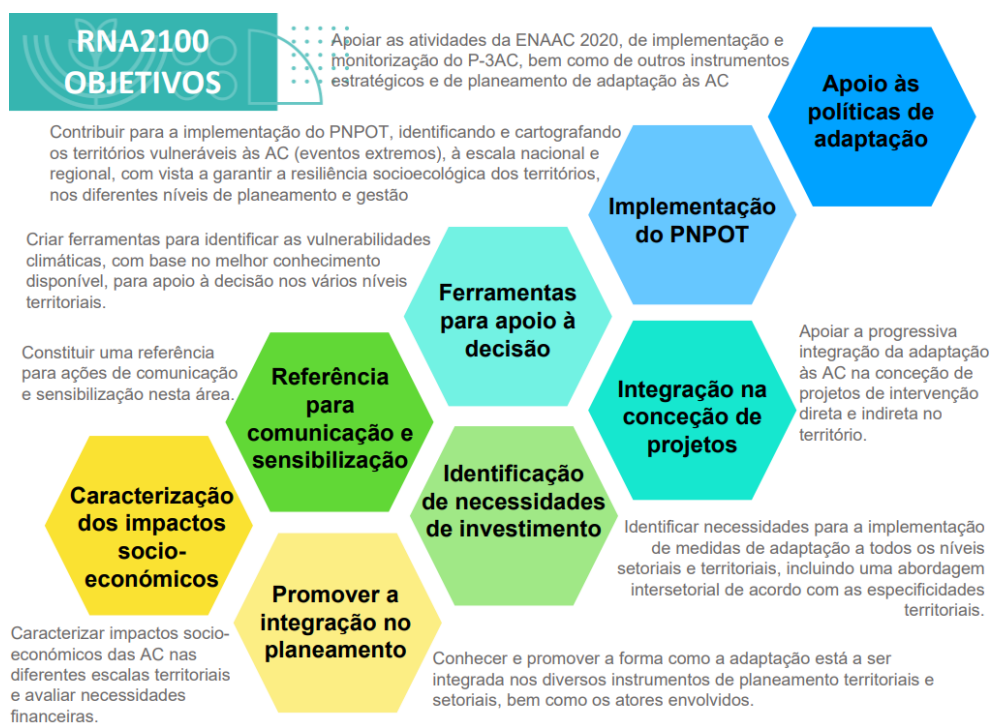 RNA2100
OBJETIVOS
Apoiar as atividades da ENAAC 2020, de implementação e
monitorização do P-3AC, bem como de outros instrumentos
estratégicos e de planeamento de adaptação às AC
Apoio às
políticas de
adaptação
Contribuir para a implementação do PNPOT, identificando e cartografando
os territórios vulneráveis às AC (eventos extremos), à escala nacional e
regional, com vista a garantir a resiliência socioecológica dos territórios,
nos diferentes níveis de planeamento e gestão
Implementação
do PNPOT
Criar ferramentas para identificar as vulnerabilidades
climáticas, com base no melhor conhecimento
disponível, para apoio à decisão nos vários níveis
territoriais.
Ferramentas
para apoio à
decisão
Constituir uma referência
para ações de comunicação
e sensibilização nesta área.
Referência
para
comunicação e
sensibilização
Integração na
conceção de
projetos
Apoiar a progressiva
integração da adaptação
às AC na conceção de
projetos de intervenção
direta e indireta no
território.
Caracterização
dos impactos
socio-
económicos
Identificação
de necessidades
de investimento
Identificar necessidades para a implementação
de medidas de adaptação a todos os níveis
setoriais e territoriais, incluindo uma abordagem
intersetorial de acordo com as especificidades
territoriais.
Promover a
integração no
planeamento
Caracterizar impactos socio-
económicos das AC nas
diferentes escalas territoriais
e avaliar necessidades
financeiras.
Conhecer e promover a forma como a adaptação está a ser
integrada nos diversos instrumentos de planeamento territoriais e
setoriais, bem como os atores envolvidos.